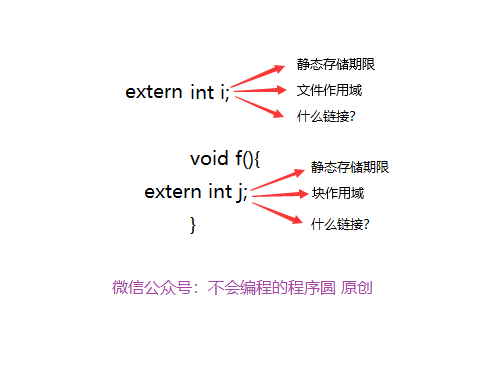 静态存储期限
extern int i;
文件作用域
什么链接?
void f(){
静态存储期限
extern int j;
块作用域
}
什么链接?
微信公众号：不会编程的程序圆 原创